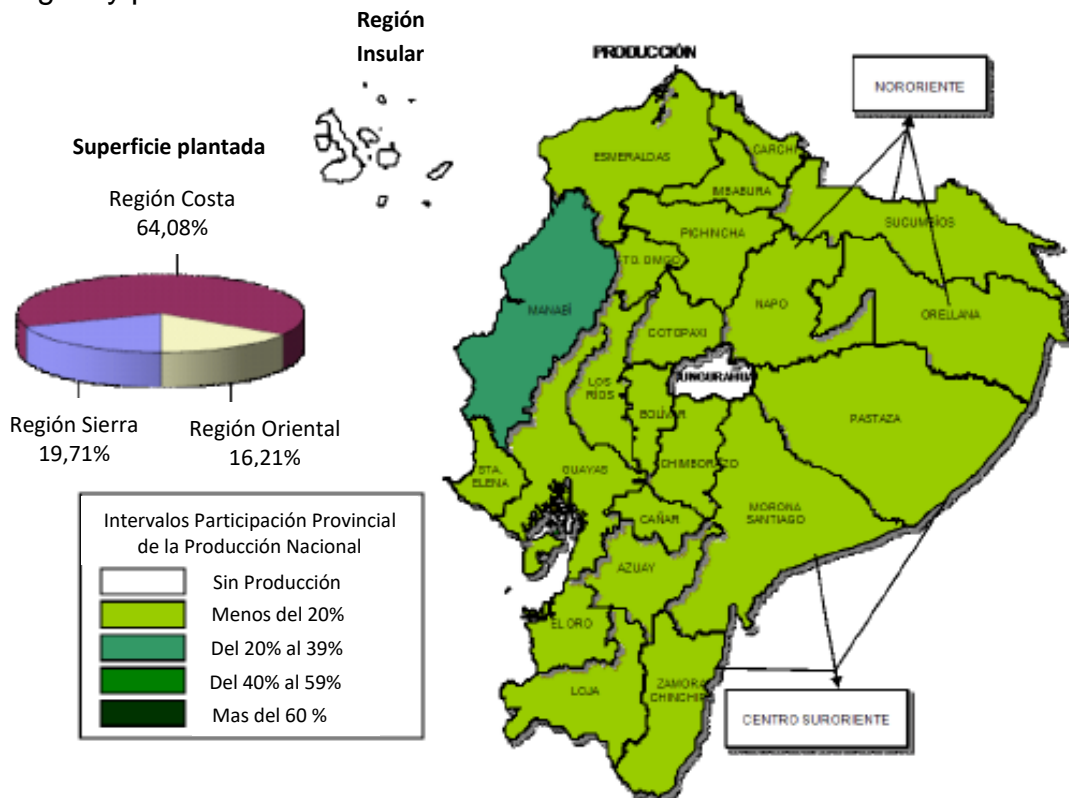 Región
Insular
PRODUCCIÓN
NORORIENTE
Superficie plantada
Región Costa
64,08%
Región Sierra
19,71%
Región Oriental
16,21%
ESMERALDAS
CARCHI
IMBABURA
SUCUMBÍOS
PICHINCHA
TO. DMGO
MANABÍ
NAPO
ORELLANA
COTOPAXI
UNGURAHUA
LOS
RÍOS
BOLÍVAR
PASTAZA
STA.
ELENA
GUAYAS
CHIMBORAZO
MORONA
SANTIAGO
CAÑAR
AZUAY
EL ORO
LOJA
ZAMORA
CHINCHIP
CENTRO SURORIENTE
Intervalos Participación Provincial
de la Producción Nacional
Sin Producción
Menos del 20%
Del 20% al 39%
Del 40% al 59%
Mas del 60 %